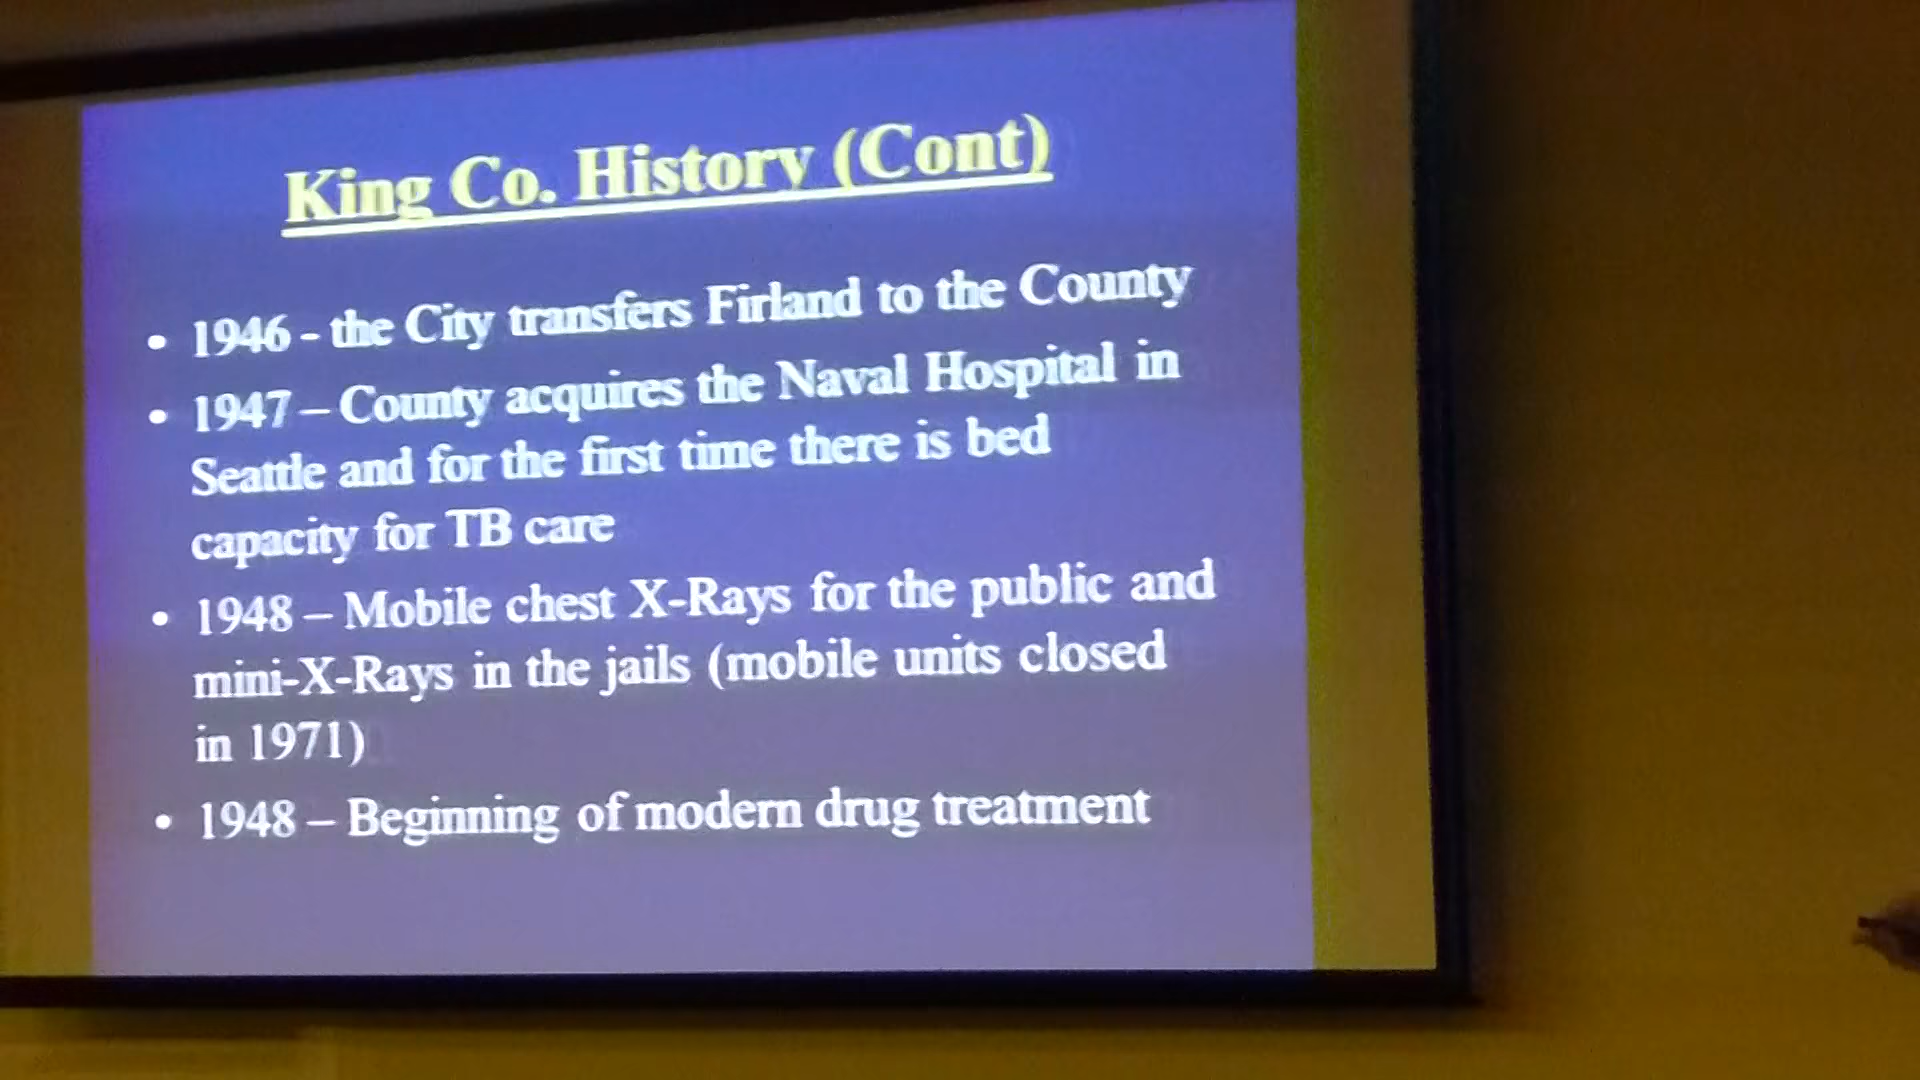 King Co. History (Cont)
• 1946 - the City transfers Firland to the County
• 1947 – County acquires the Naval Hospital in
Seattle and for the first time there is bed
capacity for TB care
• 1948 – Mobile chest X-Rays for the public and
mini-X-Rays in the jails (mobile units closed
in 1971)
• 1948 – Beginning of modern drug treatment